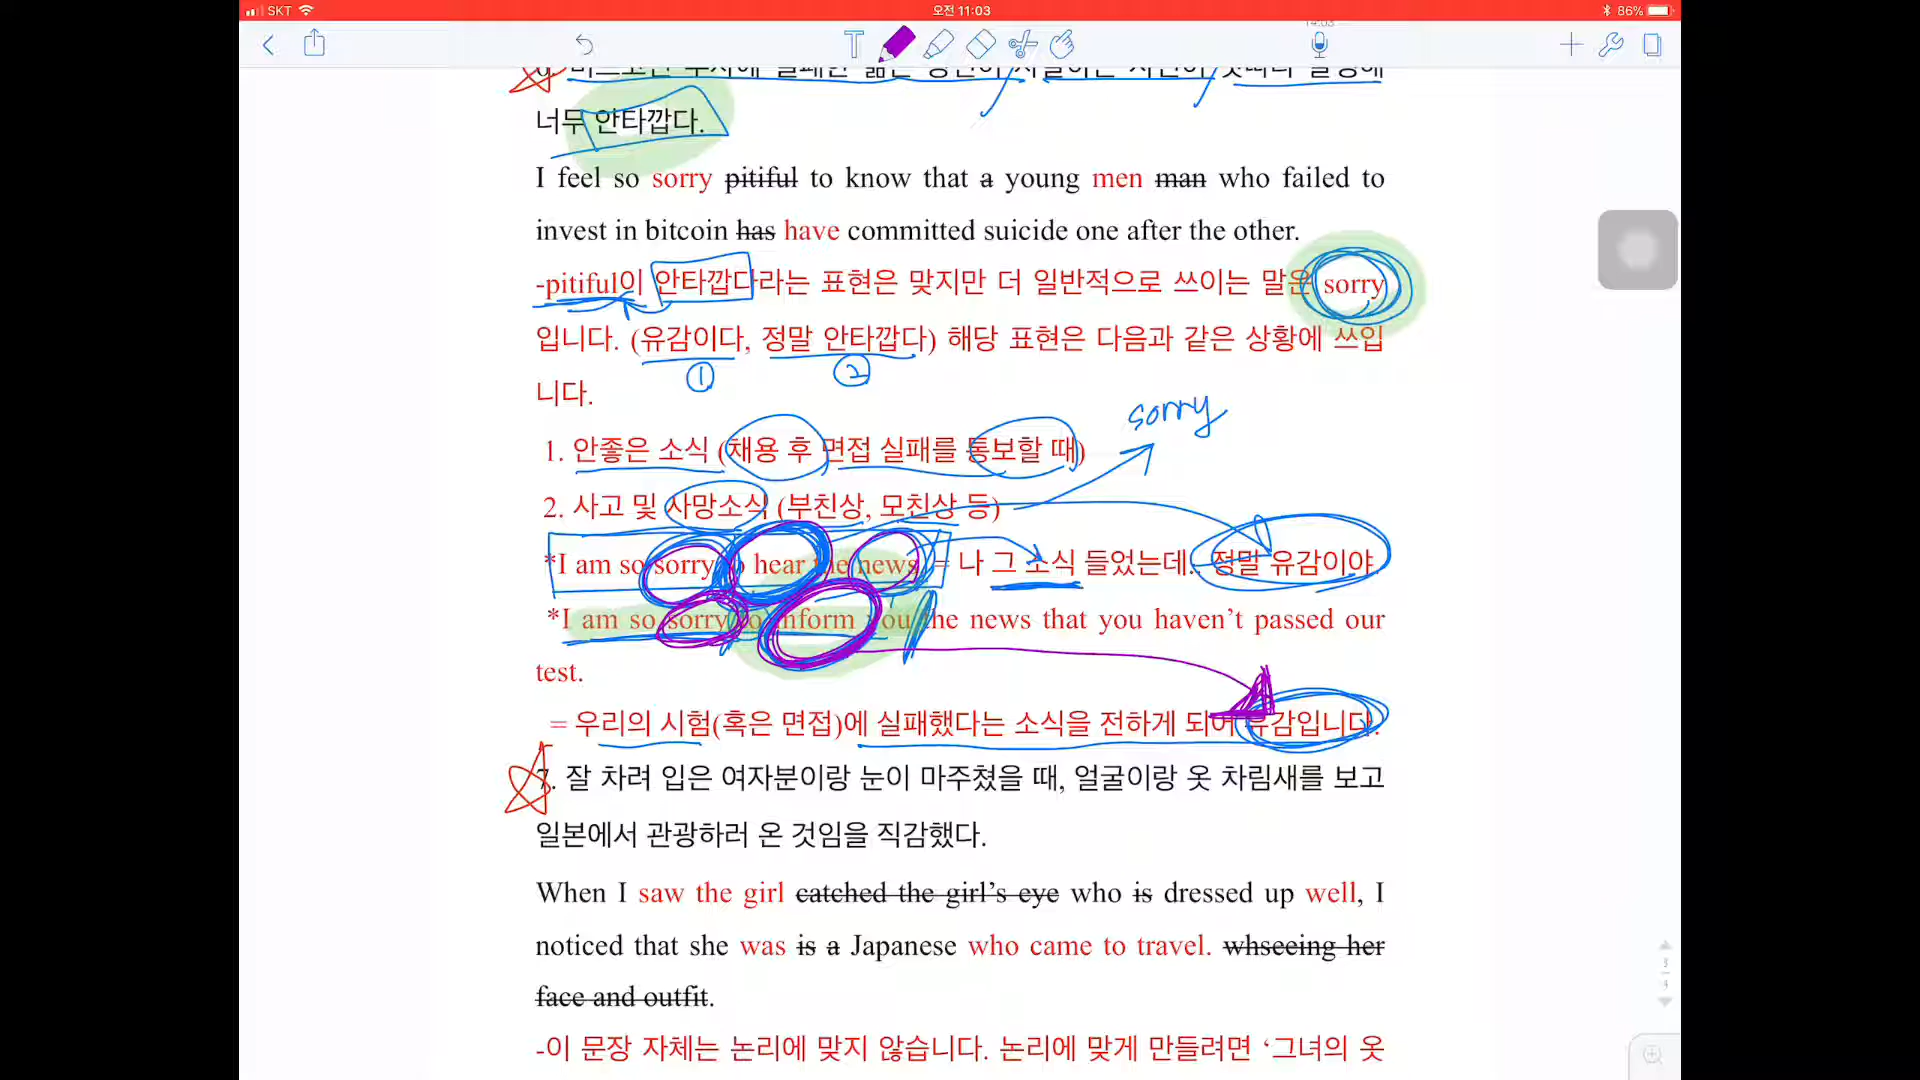 SKT 오전 11:03 86%
너두 안타깝다.
I feel so sorry pitiful to know that a young men man who failed to
invest in bitcoin has have committed suicide one after the other.
-pitiful이 안타깝다라는 표현은 맞지만 더 일반적으로 쓰이는 말은 sorry
입니다. (유감이다, 정말 안타깝다) 해당 표현은 다음과 같은 상황에 쓰입
① ②
니다.
sorry
1. 안좋은 소식 (채용 후 면접 실패를 통보할 때)
2. 사고 및 사망소식 (부친상, 모친상 등)
*I am so sorry to hear the news = 나 그 소식 들었는데.. 정말 유감이야.
*I am so sorry to inform you the news that you haven’t passed our
test.
= 우리의 시험(혹은 면접)에 실패했다는 소식을 전하게 되어 유감입니다.
7. 잘 차려 입은 여자분이랑 눈이 마주쳤을 때, 얼굴이랑 옷 차림새를 보고
일본에서 관광하러 온 것임을 직감했다.
When I saw the girl catched the girl’s eye who is dressed up well, I
noticed that she was is a Japanese who came to travel. whseeing her
face and outfit.
-이 문장 자체는 논리에 맞지 않습니다. 논리에 맞게 만들려면 ‘그녀의 옷